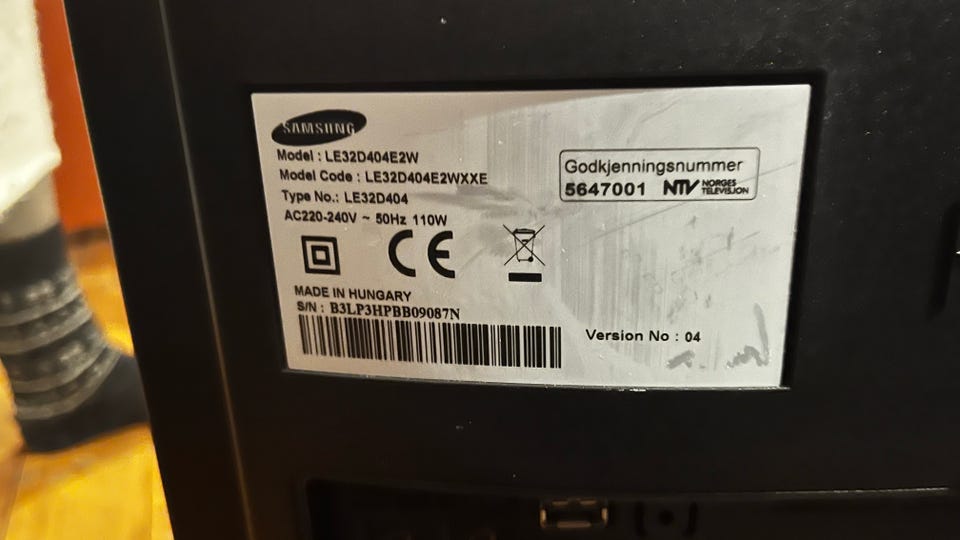 SAMSUNG
Model : LE32D404E2W
Model Code : LE32D404E2WXXE
Type No.: LE32D404
AC220-240V ~ 50Hz 110W
CE
MADE IN HUNGARY
S/N : B3LP3HPBB09087N
Godkjenningsnummer
5647001 NTV NORGES TELEVISJON
Version No : 04